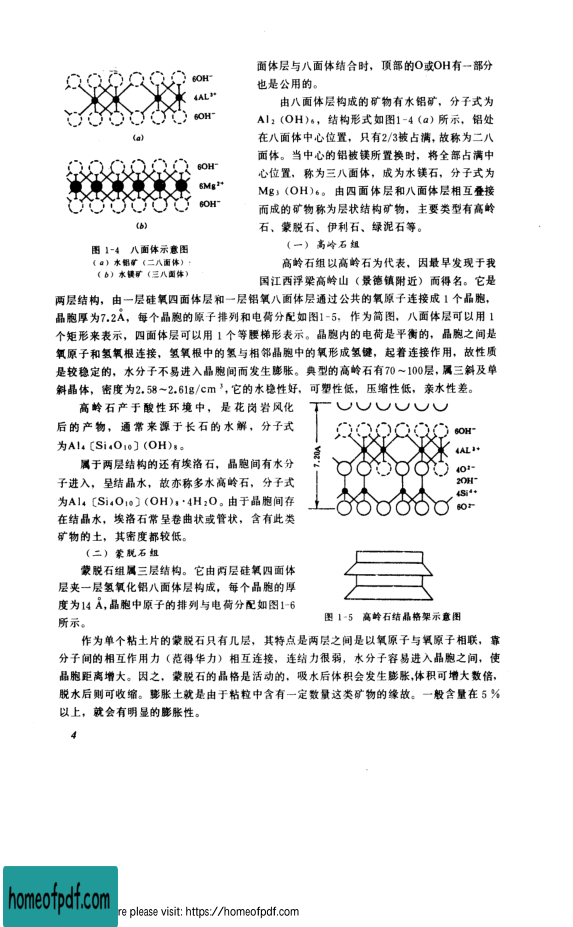 6OH⁻
4AL³⁺
6OH⁻
(a)
6OH⁻
6Mg²⁺
6OH⁻
(b)
图 1-4 八面体示意图
(a) 水铝矿 (二八面体);
(b) 水镁矿 (三八面体)
面体层与八面体结合时，顶部的O或OH有一部分
也是公用的。
由八面体层构成的矿物有水铝矿，分子式为
Al₂(OH)₆，结构形式如图1-4 (a) 所示，铝处
在八面体中心位置，只有2/3被占满,故称为二八
面体。当中心的铝被镁所置换时，将全部占满中
心位置，称为三八面体，成为水镁石，分子式为
Mg₃(OH)₆。由四面体层和八面体层相互叠接
而成的矿物称为层状结构矿物，主要类型有高岭
石、蒙脱石、伊利石、绿泥石等。
(一) 高岭石组
高岭石组以高岭石为代表，因最早发现于我
国江西浮梁高岭山 (景德镇附近) 而得名。它是
两层结构，由一层硅氧四面体层和一层铝氧八面体层通过公共的氧原子连接成 1 个晶胞，
晶胞厚为7.2Å，每个晶胞的原子排列和电荷分配如图1-5。作为简图，八面体层可以用 1
个矩形来表示，四面体层可以用 1 个等腰梯形表示。晶胞内的电荷是平衡的，晶胞之间是
氧原子和氢氧根连接，氢氧根中的氢与相邻晶胞中的氧形成氢键，起着连接作用，故性质
是较稳定的，水分子不易进入晶胞间而发生膨胀。典型的高岭石有70～100层,属三斜及单
斜晶体，密度为2.58～2.61g/cm³,它的水稳性好，可塑性低，压缩性低，亲水性差。
高岭石产于酸性环境中，是花岗岩风化
后的产物，通常来源于长石的水解，分子式
为Al₄〔Si₄O₁₀〕(OH)₈。
属于两层结构的还有埃洛石，晶胞间有水分
子进入，呈结晶水，故亦称多水高岭石，分子式
为Al₄〔Si₄O₁₀〕(OH)₈·4H₂O。由于晶胞间存
在结晶水，埃洛石常呈卷曲状或管状，含有此类
矿物的土，其密度都较低。
(二) 蒙脱石组
蒙脱石组属三层结构。它由两层硅氧四面体
层夹一层氢氧化铝八面体层构成，每个晶胞的厚
度为14 Å,晶胞中原子的排列与电荷分配如图1-6
所示。
7.20Å
6OH⁻
4AL³⁺
4O²⁻
2OH⁻
4Si⁴⁺
6O²⁻
图 1-5 高岭石结晶格架示意图
作为单个粘土片的蒙脱石只有几层，其特点是两层之间是以氧原子与氧原子相联，靠
分子间的相互作用力 (范得华力) 相互连接，连结力很弱，水分子容易进入晶胞之间，使
晶胞距离增大。因之，蒙脱石的晶格是活动的，吸水后体积会发生膨胀,体积可增大数倍，
脱水后则可收缩。膨胀土就是由于粘粒中含有一定数量这类矿物的缘故。一般含量在 5 %
以上，就会有明显的膨胀性。
4
homeofpdf.com
re please visit: https://homeofpdf.com